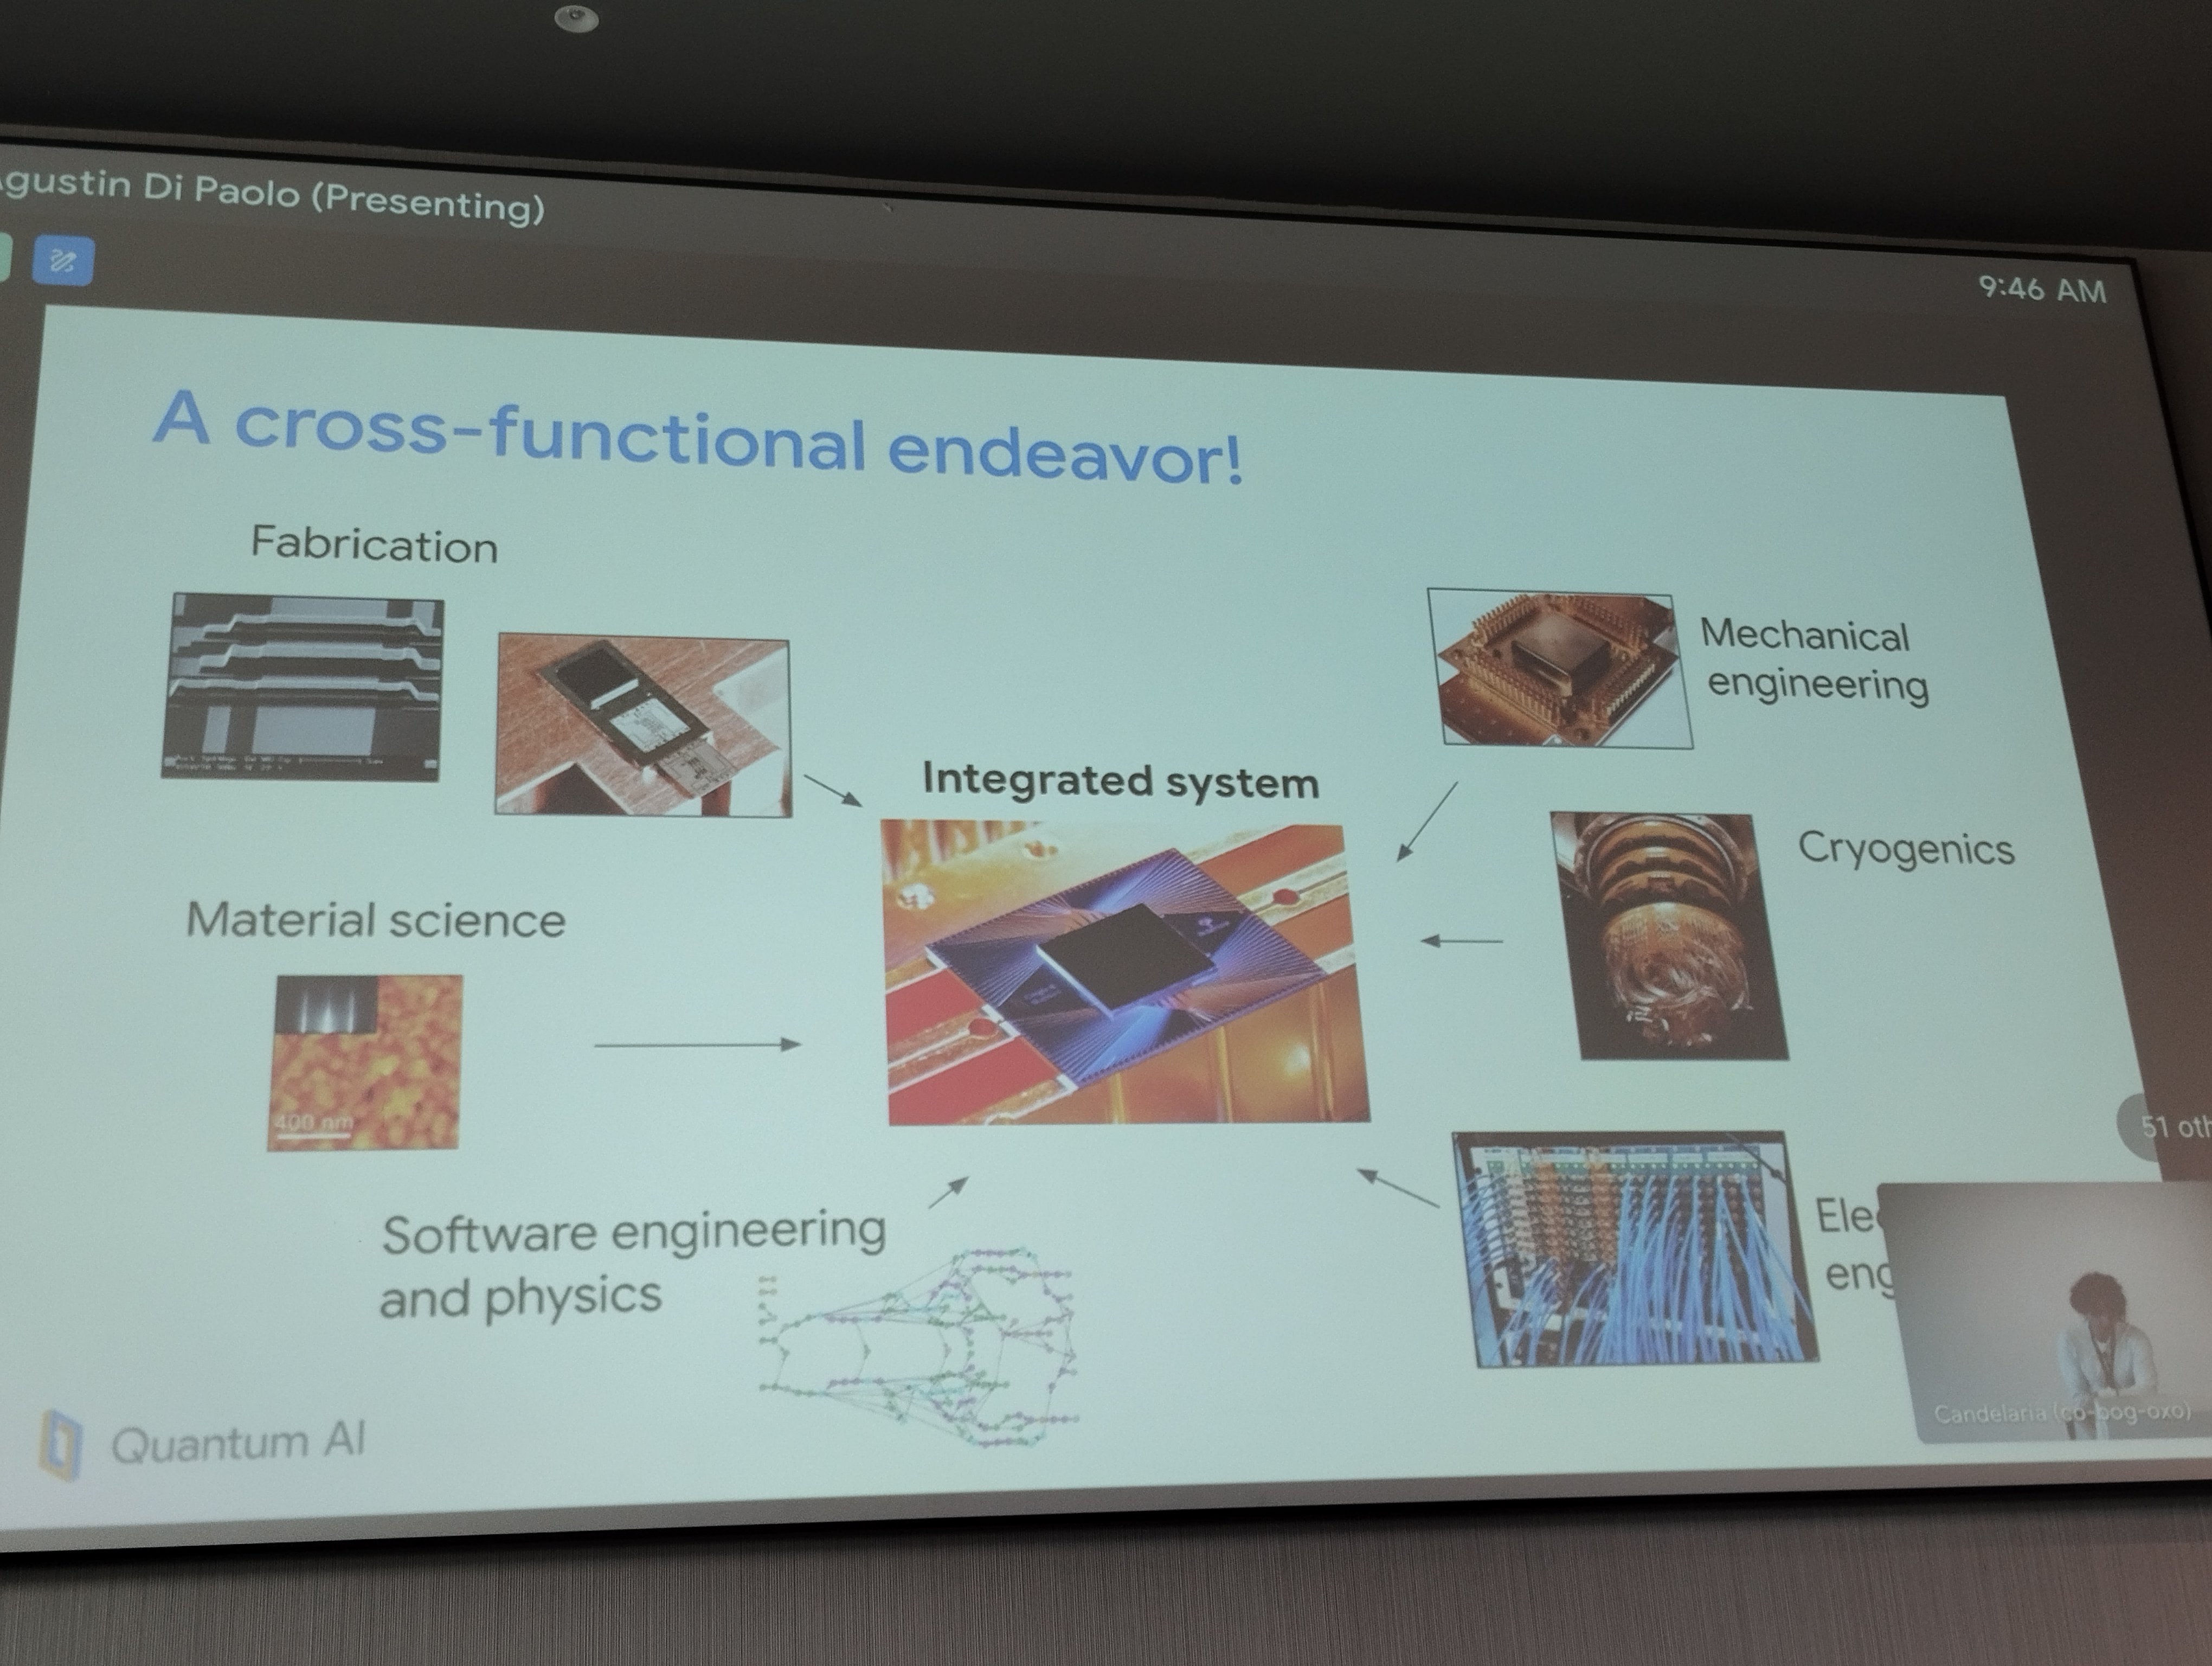 gustin Di Paolo (Presenting)
9:46 AM
A cross-functional endeavor!
Fabrication
Mechanical
engineering
Integrated system
Cryogenics
Material science
400 nm
51 oth
Software engineering
and physics
Ele
eng
Candelaria (co-bog-oxo)
Quantum AI